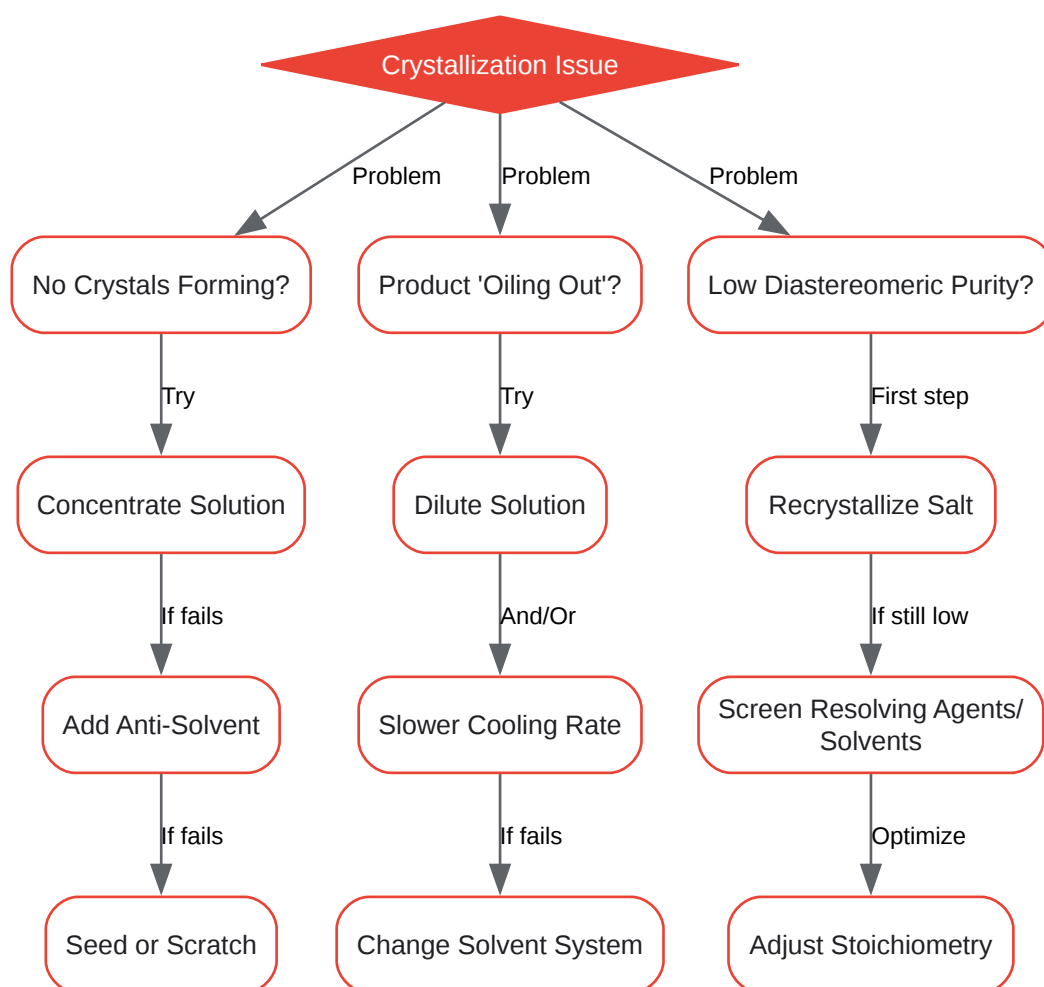 Crystallization Issue
Problem
Problem
Problem
No Crystals Forming?
Product 'Oiling Out'?
Low Diastereomeric Purity?
Try
Try
First step
Concentrate Solution
Dilute Solution
Recrystallize Salt
If fails
And/Or
If still low
Add Anti-Solvent
Slower Cooling Rate
Screen Resolving Agents/
Solvents
If fails
If fails
Optimize
Seed or Scratch
Change Solvent System
Adjust Stoichiometry